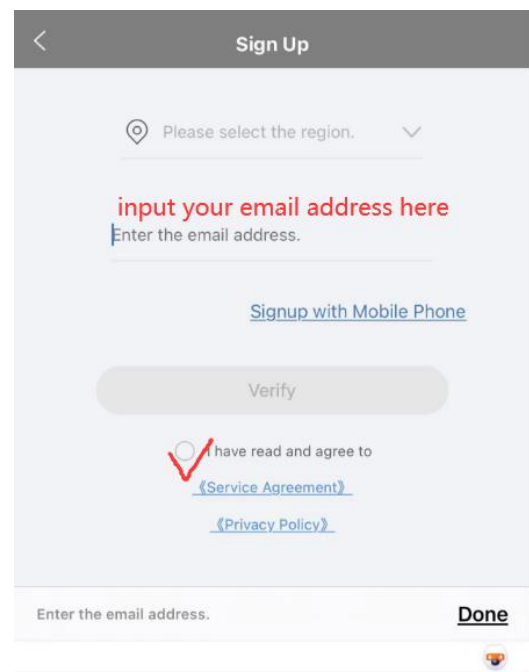 Sign Up
Please select the region.
input your email address here
Enter the email address.
Signup with Mobile Phone
Verify
I have read and agree to
《Service Agreement》
《Privacy Policy》
Enter the email address.
Done